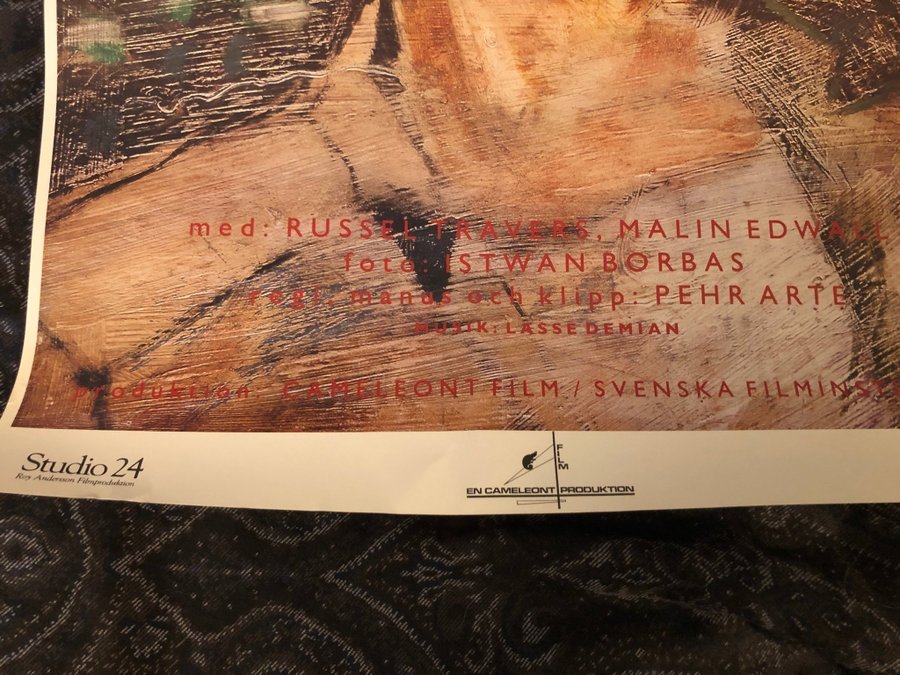 med: RUSSEL TRAVERS, MALIN EDWALL
foto: ISTWAN BORBAS
regi, manus och klipp: PEHR ARTE
MUSIK: LASSE DEMIAN
produktion: CAMELEONT FILM / SVENSKA
Studio 24
Roy Andersson Filmproduktion
FILM
EN CAMELEONT PRODUKTION